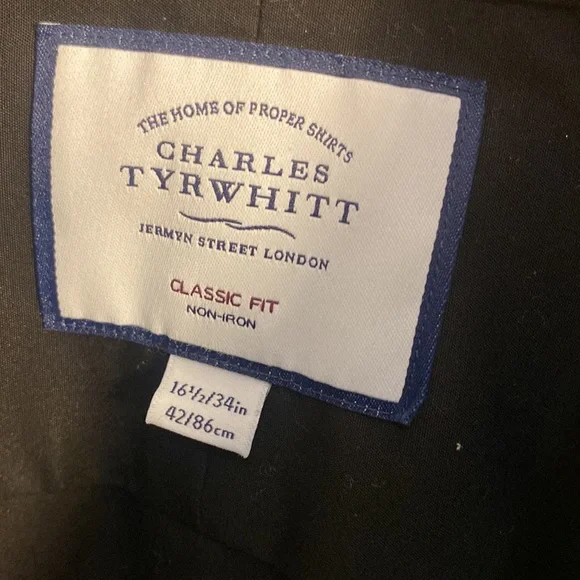 THE HOME OF PROPER SHIRTS
CHARLES
TYRWHITT
JERMYN STREET LONDON
CLASSIC FIT
NON-IRON
16½/34in
42/86cm